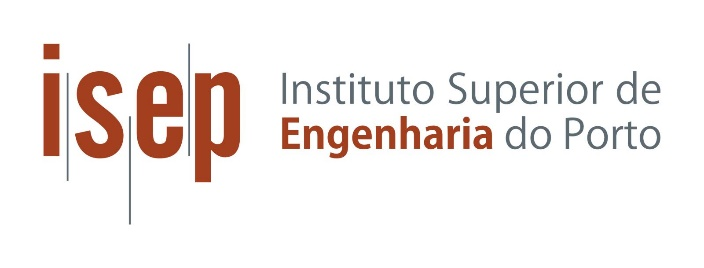 isep
Instituto Superior de
Engenharia do Porto